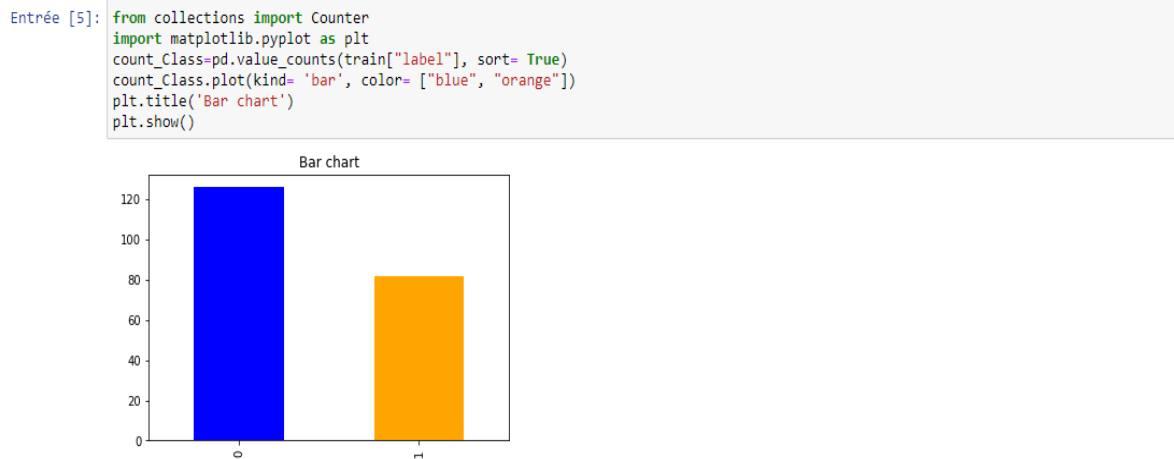 Entrée [5]: from collections import Counter
import matplotlib.pyplot as plt
count_Class=pd.value_counts(train["label"], sort= True)
count_Class.plot(kind= 'bar', color= ["blue", "orange"])
plt.title('Bar chart')
plt.show()
Bar chart
120
100
80
60
40
20
0
0 1